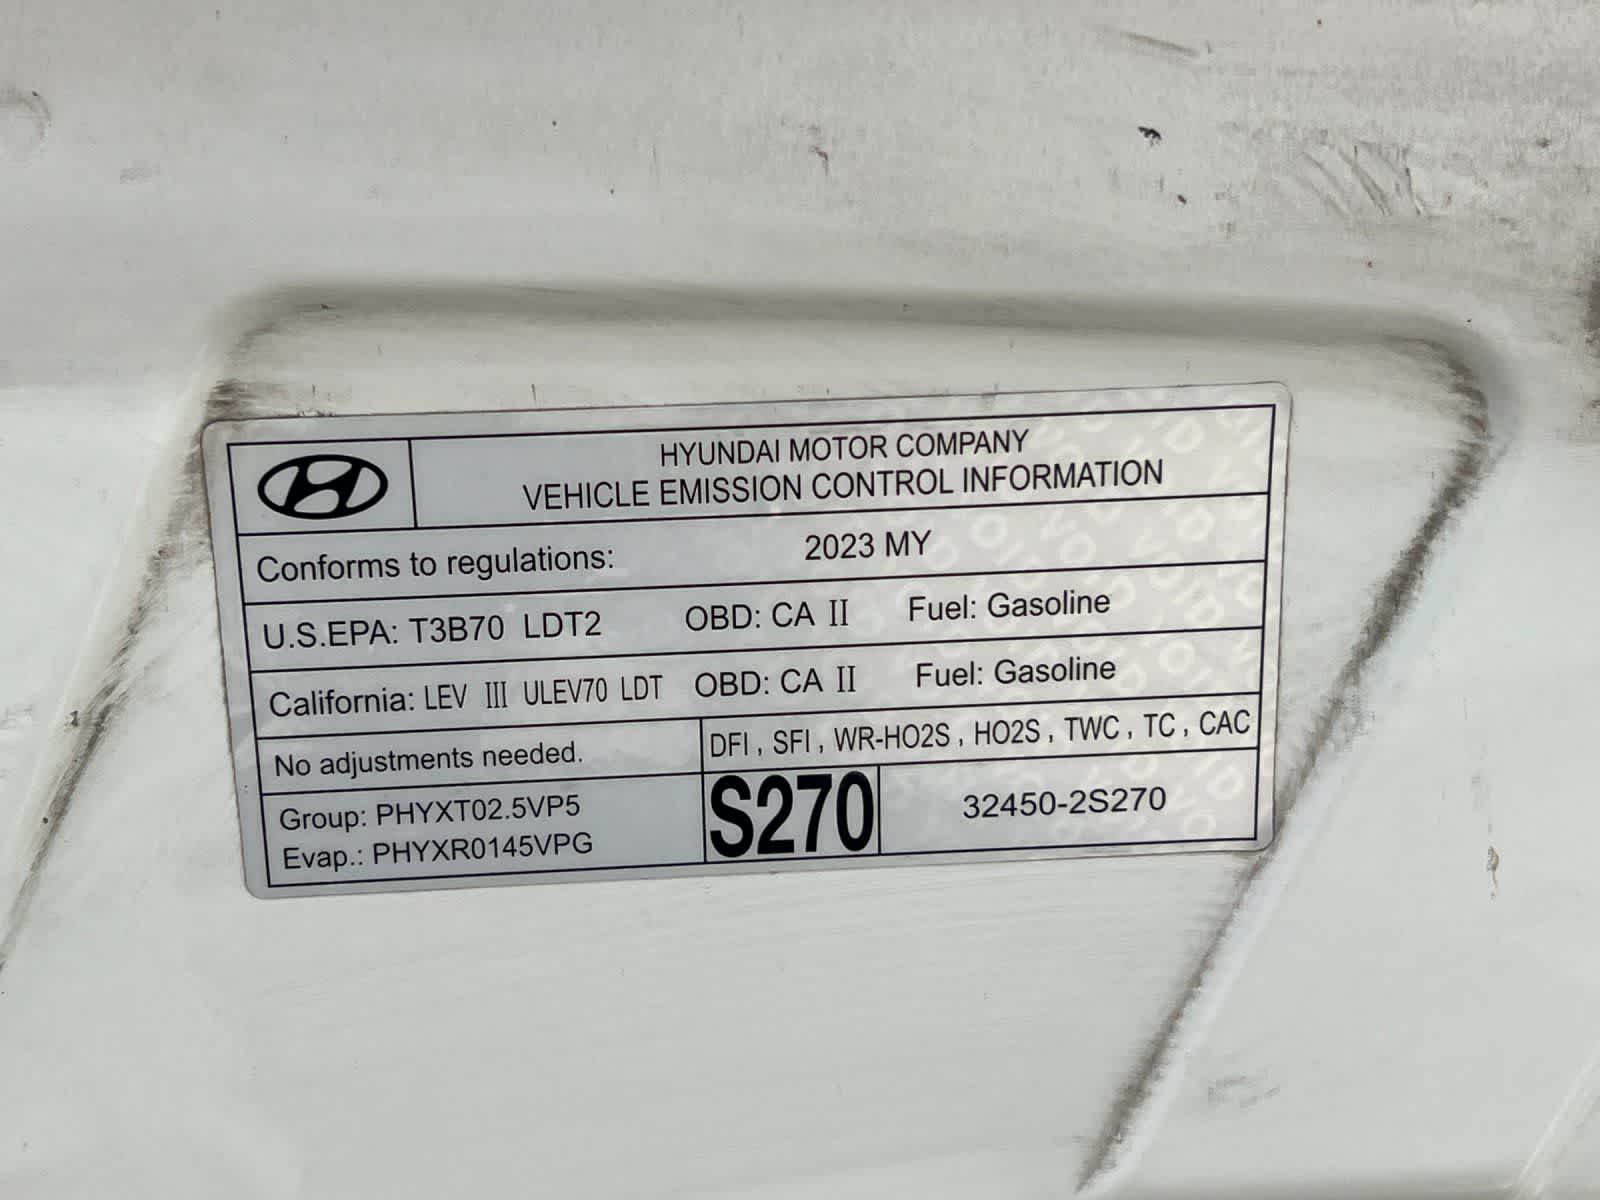 HYUNDAI MOTOR COMPANY
VEHICLE EMISSION CONTROL INFORMATION
Conforms to regulations: 2023 MY
U.S.EPA: T3B70 LDT2 OBD: CA II Fuel: Gasoline
California: LEV III ULEV70 LDT OBD: CA II Fuel: Gasoline
No adjustments needed. DFI , SFI , WR-HO2S , HO2S , TWC , TC , CAC
Group: PHYXT02.5VP5
Evap.: PHYXR0145VPG
S270 32450-2S270